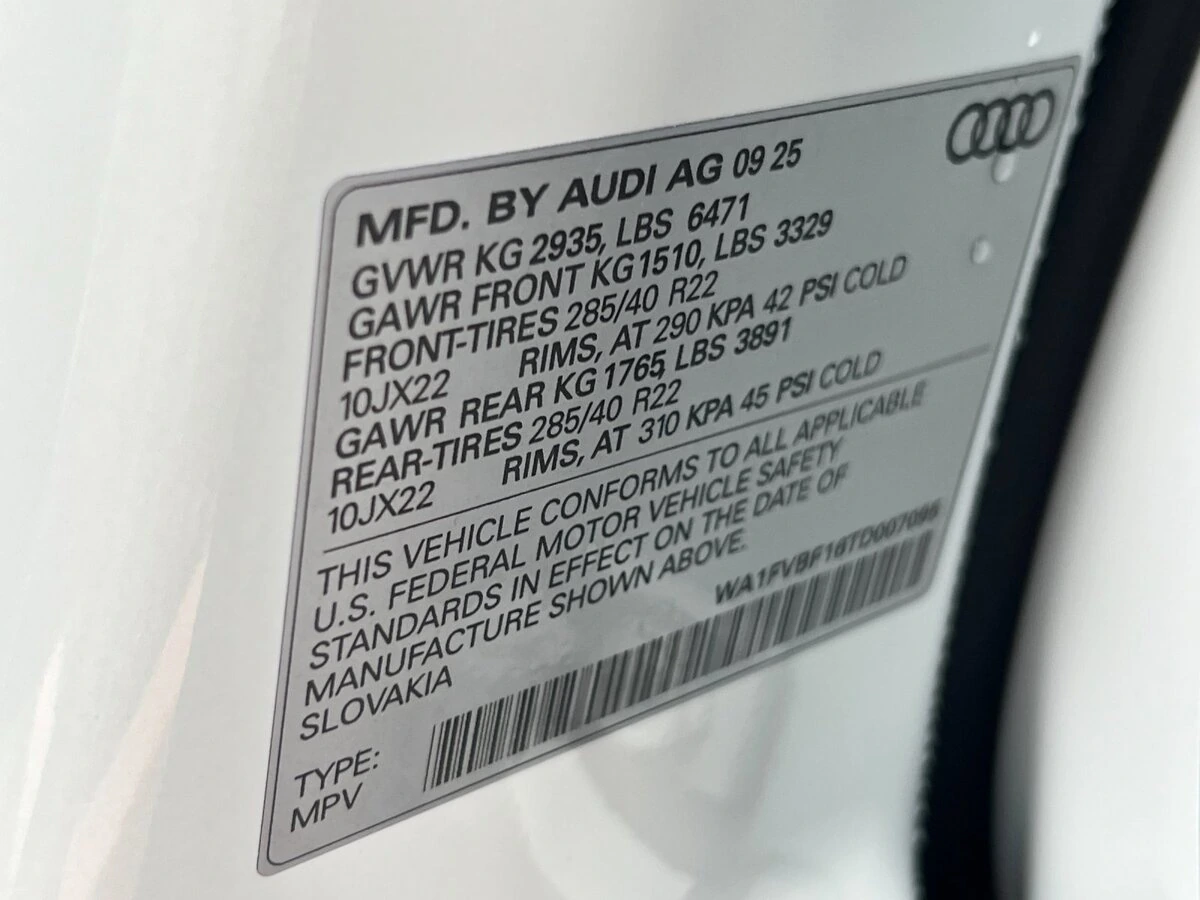 MFD. BY AUDI AG 09 25
GVWR KG 2935, LBS 6471
GAWR FRONT KG 1510, LBS 3329
FRONT-TIRES 285/40 R22
10JX22 RIMS, AT 290 KPA 42 PSI COLD
GAWR REAR KG 1765, LBS 3891
REAR-TIRES 285/40 R22
10JX22 RIMS, AT 310 KPA 45 PSI COLD
THIS VEHICLE CONFORMS TO ALL APPLICABLE
U.S. FEDERAL MOTOR VEHICLE SAFETY
STANDARDS IN EFFECT ON THE DATE OF
MANUFACTURE SHOWN ABOVE.
SLOVAKIA
TYPE:
MPV